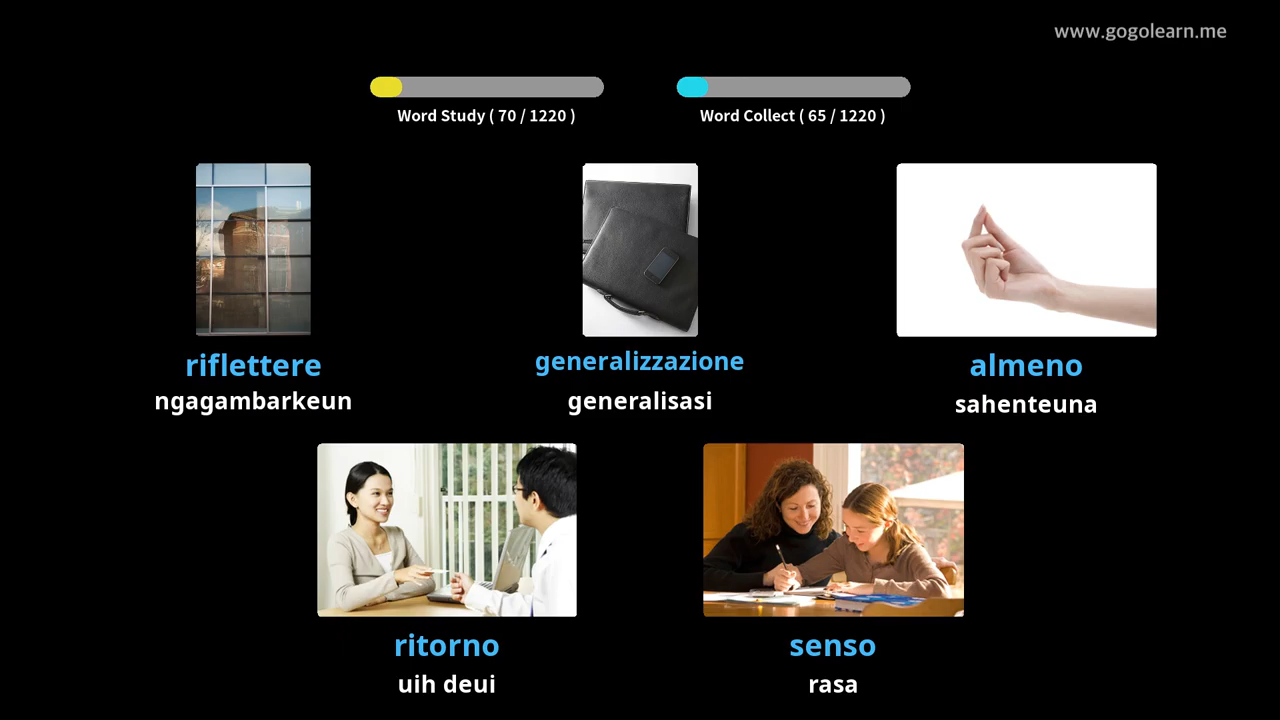 www.gogolearn.me
Word Study ( 70 / 1220 )
Word Collect ( 65 / 1220 )
riflettere
ngagambarkeun
generalizzazione
generalisasi
almeno
sahenteuna
ritorno
uih deui
senso
rasa